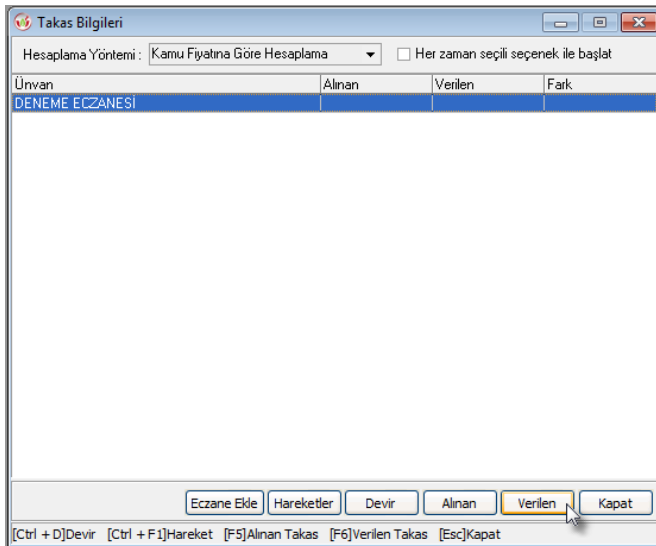 Takas Bilgileri
Hesaplama Yöntemi : Kamu Fiyatına Göre Hesaplama Her zaman seçili seçenek ile başlat
Ünvan Alınan Verilen Fark
DENEME ECZANESİ
Eczane Ekle Hareketler Devir Alınan Verilen Kapat
[Ctrl + D]Devir [Ctrl + F1]Hareket [F5]Alınan Takas [F6]Verilen Takas [Esc]Kapat